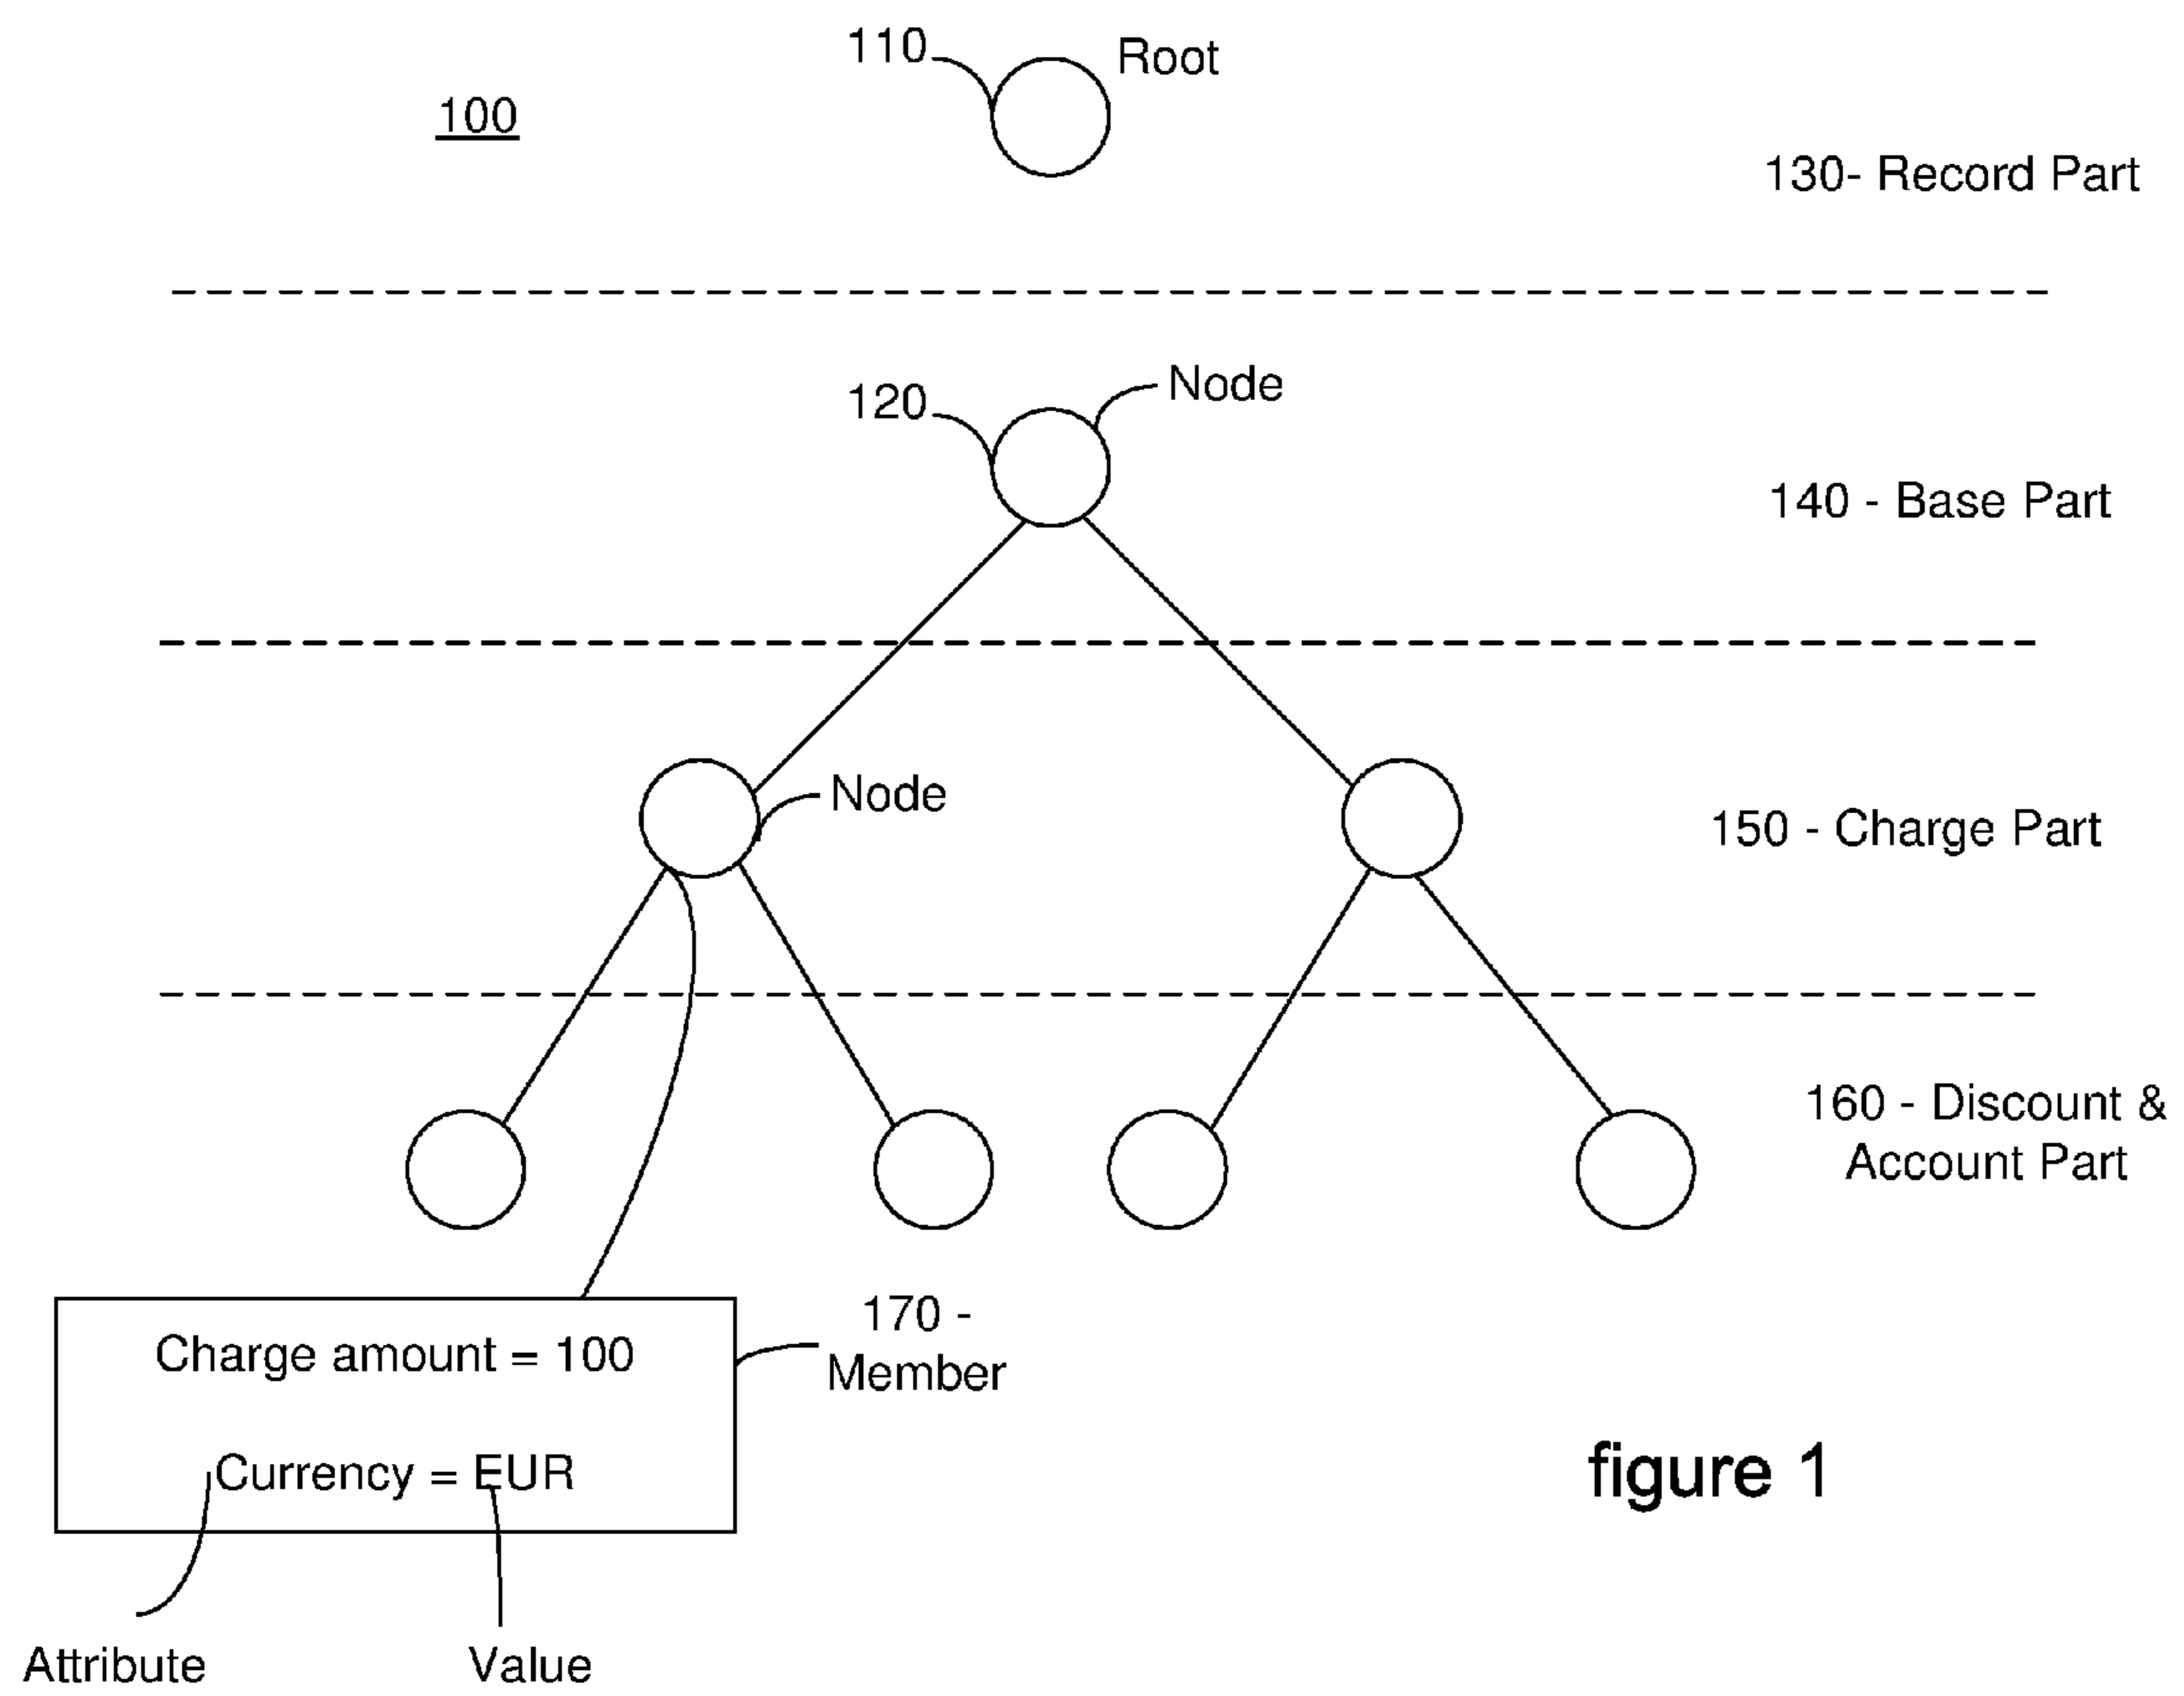 110
Root
100
130- Record Part
120
Node
140 - Base Part
Node
150 - Charge Part
160 - Discount &
Account Part
170 -
Member
Charge amount = 100
Currency = EUR
figure 1
Attribute
Value